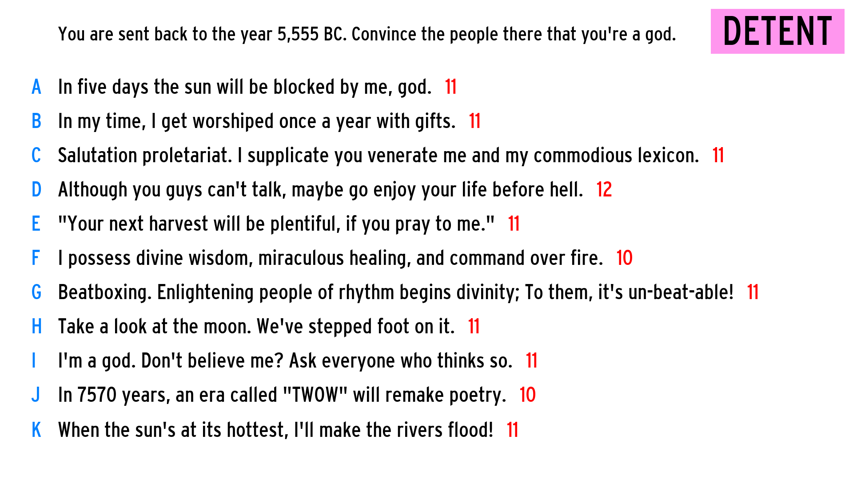 You are sent back to the year 5,555 BC. Convince the people there that you're a god.
DETENT
A In five days the sun will be blocked by me, god. 11
B In my time, I get worshiped once a year with gifts. 11
C Salutation proletariat. I supplicate you venerate me and my commodious lexicon. 11
D Although you guys can't talk, maybe go enjoy your life before hell. 12
E "Your next harvest will be plentiful, if you pray to me." 11
F I possess divine wisdom, miraculous healing, and command over fire. 10
G Beatboxing. Enlightening people of rhythm begins divinity; To them, it's un-beat-able! 11
H Take a look at the moon. We've stepped foot on it. 11
I I'm a god. Don't believe me? Ask everyone who thinks so. 11
J In 7570 years, an era called "TWOW" will remake poetry. 10
K When the sun's at its hottest, I'll make the rivers flood! 11